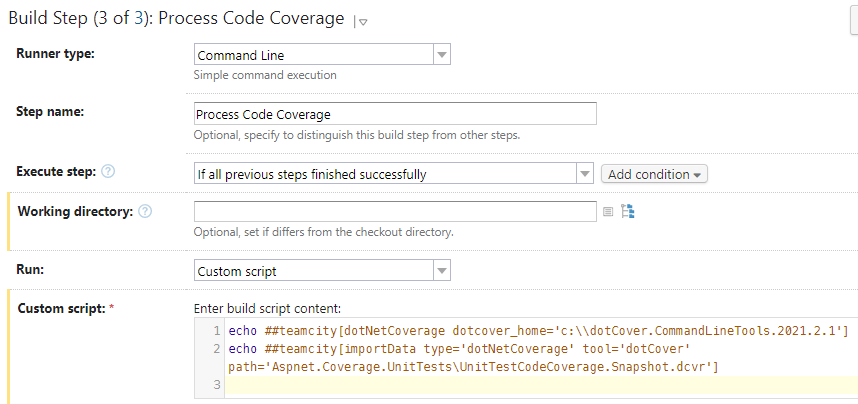 Build Step (3 of 3): Process Code Coverage
Runner type:
Command Line
Simple command execution
Step name:
Process Code Coverage
Optional, specify to distinguish this build step from other steps.
Execute step:
If all previous steps finished successfully
Add condition
Working directory:
Optional, set if differs from the checkout directory.
Run:
Custom script
Custom script: *
Enter build script content:
1 echo ##teamcity[dotNetCoverage dotcover_home='c:\\dotCover.CommandLineTools.2021.2.1']
2 echo ##teamcity[importData type='dotNetCoverage' tool='dotCover'
path='Aspnet.Coverage.UnitTests\UnitTestCodeCoverage.Snapshot.dcvr']
3